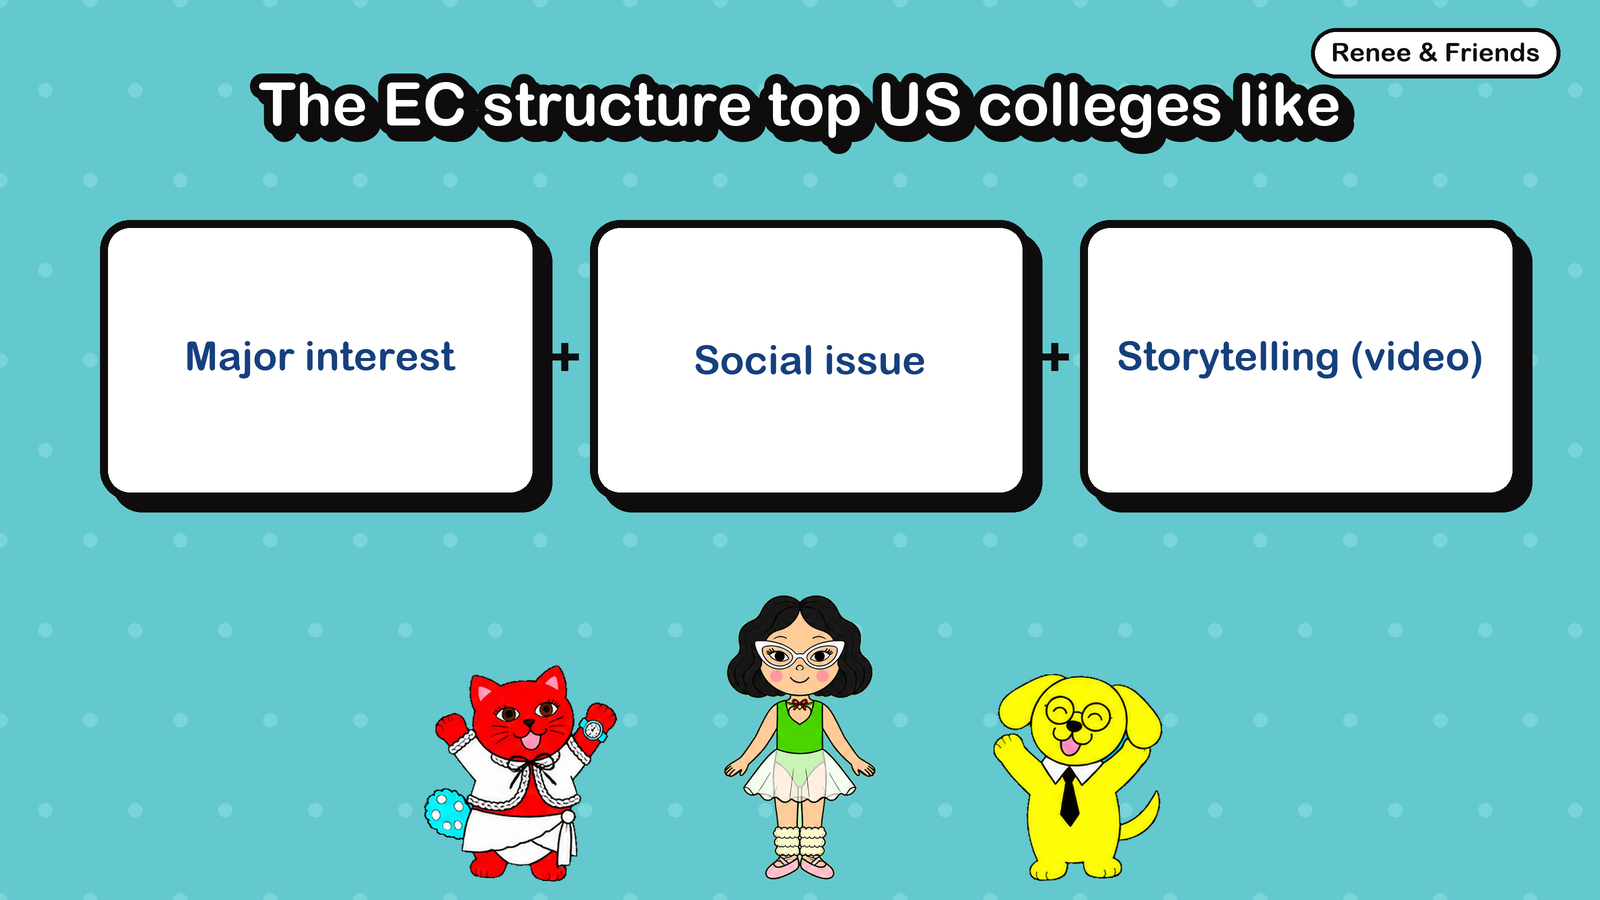 Renee & Friends
The EC structure top US colleges like
Major interest
+
Social issue
+
Storytelling (video)